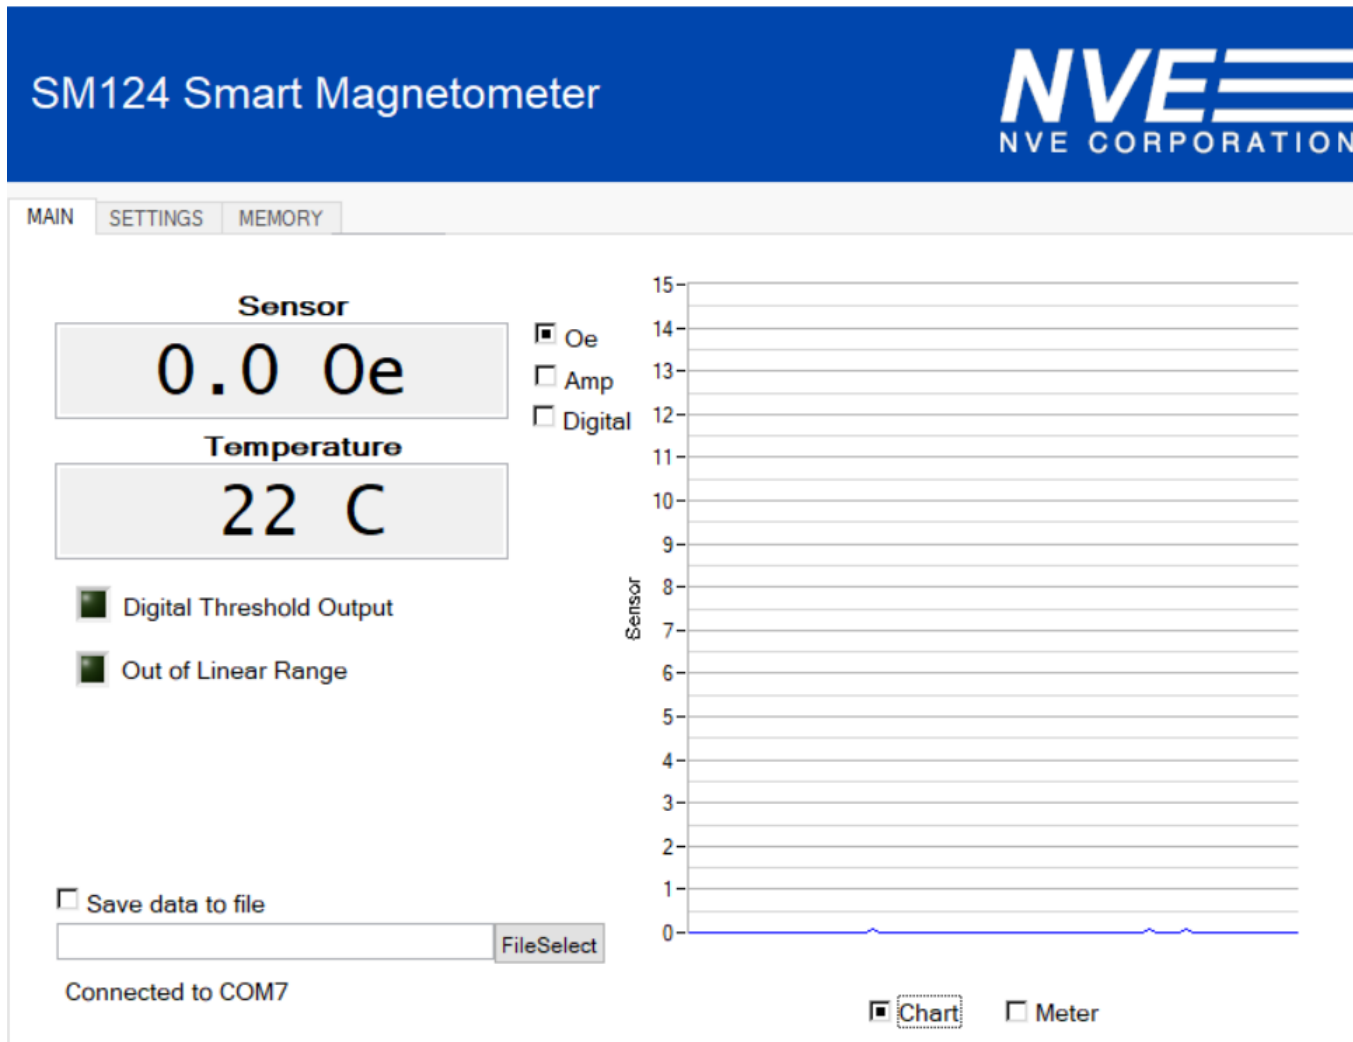 SM124 Smart Magnetometer
NVE
NVE CORPORATION
MAIN SETTINGS MEMORY
Sensor
0.0 Oe
Oe
Amp
Digital
Temperature
22 C
Digital Threshold Output
Out of Linear Range
Save data to file
FileSelect
Connected to COM7
Sensor
15
14
13
12
11
10
9
8
7
6
5
4
3
2
1
0
Chart Meter